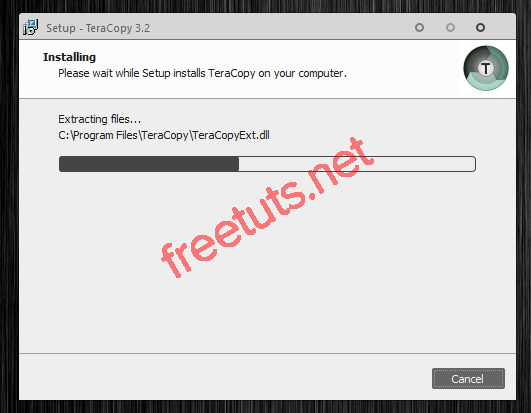 Setup - TeraCopy 3.2
Installing
Please wait while Setup installs TeraCopy on your computer.
T
Extracting files...
C:\Program Files\TeraCopy\TeraCopyExt.dll
freetuts.net
Cancel